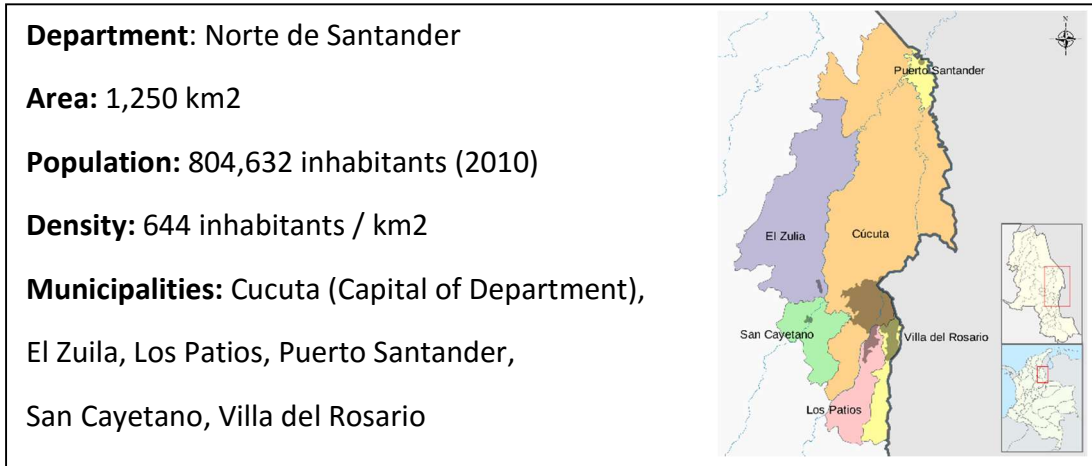 Department: Norte de Santander
Area: 1,250 km2
Population: 804,632 inhabitants (2010)
Density: 644 inhabitants / km2
Municipalities: Cucuta (Capital of Department),
El Zuila, Los Patios, Puerto Santander,
San Cayetano, Villa del Rosario
N
Puerto Santander
El Zulia
Cúcuta
San Cayetano
Villa del Rosario
Los Patios